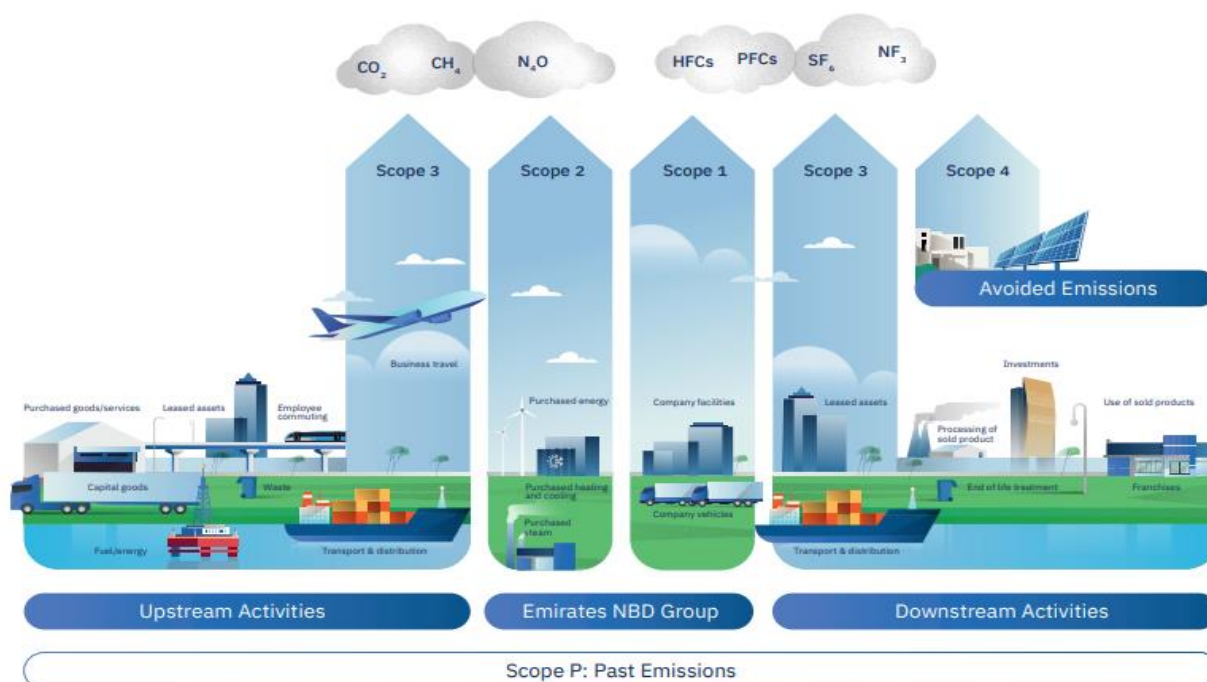 CO₂
CH₄
N₄O
HFCs
PFCs
SF₆
NF₃
Scope 3
Scope 2
Scope 1
Scope 3
Scope 4
Avoided Emissions
Business travel
Purchased goods/services
Leased assets
Employee
commuting
Capital goods
Waste
Fuel/energy
Transport & distribution
Purchased energy
Purchased healing
and cooling
Purchased
steam
Company facilities
Company vehicles
Leased assets
Investments
Processing of
sold product
Use of sold products
End of life treatment
Franchises
Transport & distribution
Upstream Activities
Emirates NBD Group
Downstream Activities
Scope P: Past Emissions